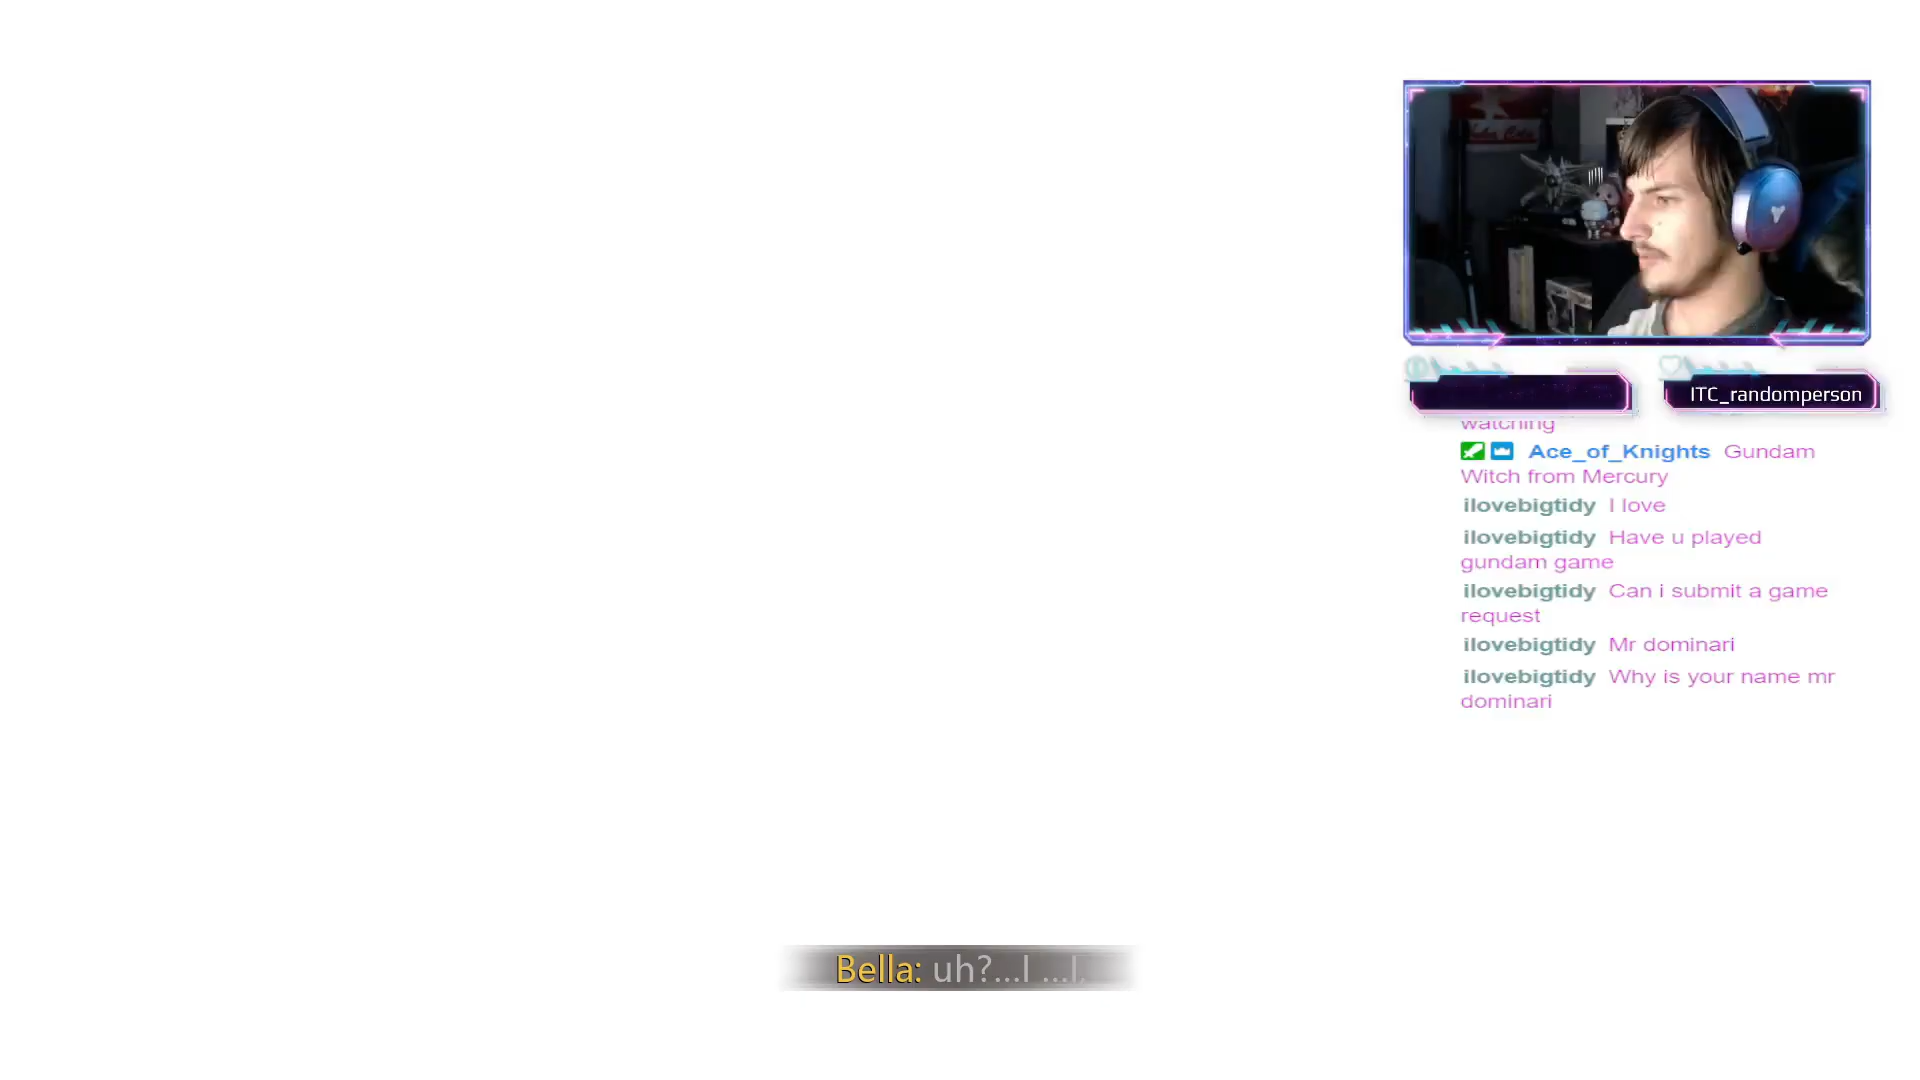 ITC_randomperson
watching
Ace_of_Knights Gundam
Witch from Mercury
ilovebigtidy I love
ilovebigtidy Have u played
gundam game
ilovebigtidy Can i submit a game
request
ilovebigtidy Mr dominari
ilovebigtidy Why is your name mr
dominari
Bella: uh?...I ...I.